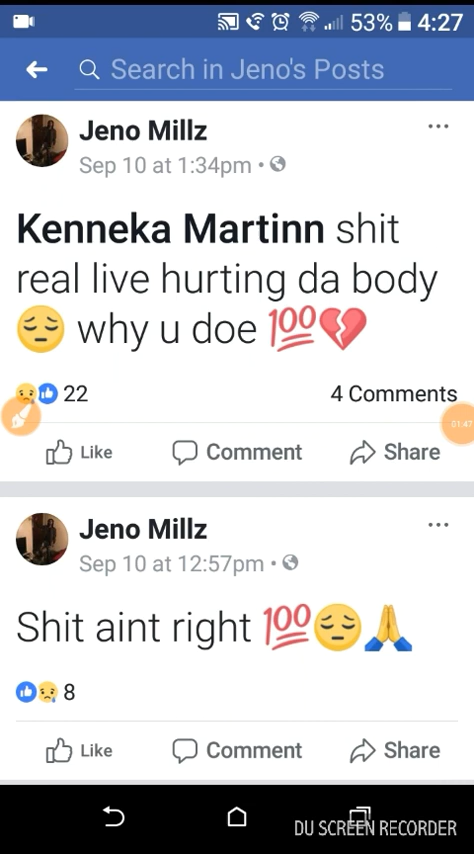 53% 4:27
Search in Jeno's Posts
Jeno Millz
Sep 10 at 1:34pm •
Kenneka Martinn shit
real live hurting da body
😔 why u doe 💯💔
22 4 Comments
01:47
Like Comment Share
Jeno Millz
Sep 10 at 12:57pm •
Shit aint right 💯😔🙏
8
Like Comment Share
DU SCREEN RECORDER